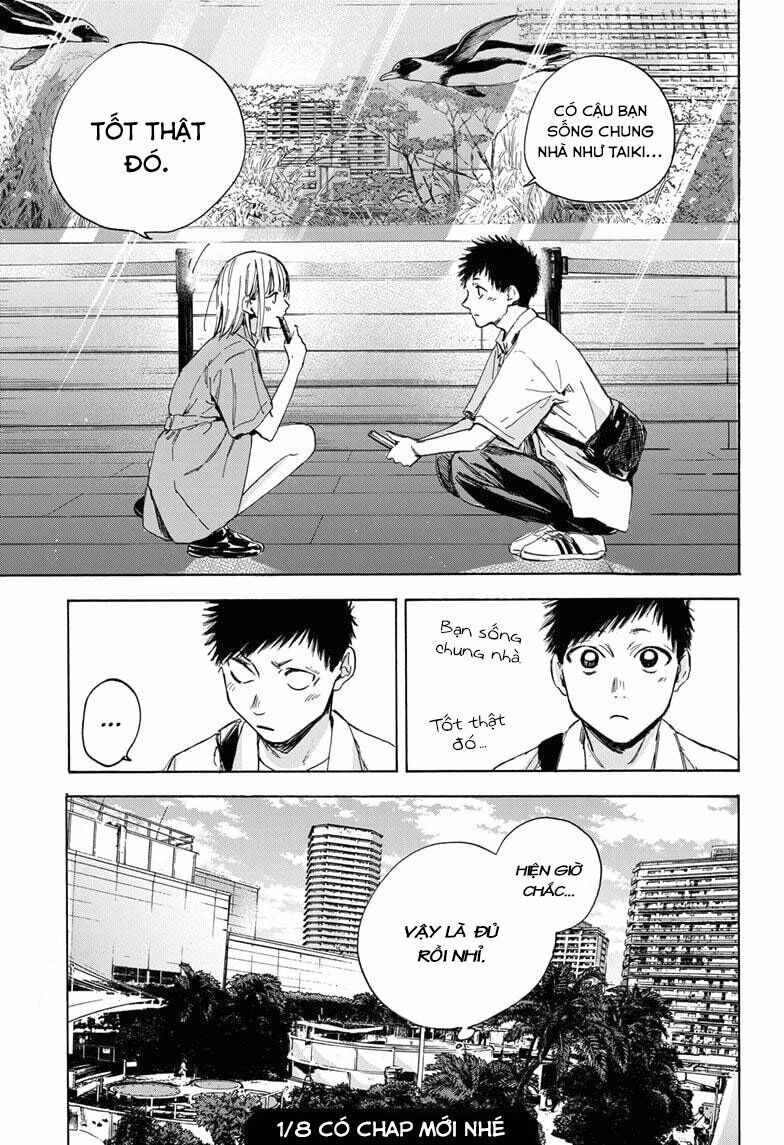 CÓ CẬU BẠN
SỐNG CHUNG
NHÀ NHƯ TAIKI...
TỐT THẬT
ĐÓ.
Bạn sống
chung nhà.
Tốt thật
đó...
...
HIỆN GIỜ
CHẮC...
VẬY LÀ ĐỦ
RỒI NHỈ.
1/8 CÓ CHAP MỚI NHÉ